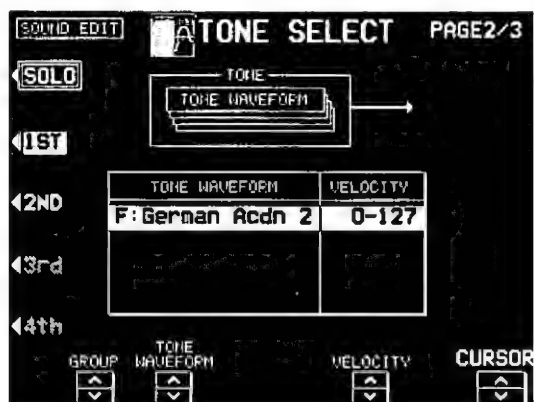 SOUND EDIT
TONE SELECT
PAGE2/3
SOLO
TONE
TONE WAVEFORM
1ST
TONE WAVEFORM VELOCITY
2ND
F:German Acdn 2 0-127
3rd
4th
GROUP
TONE WAVEFORM
VELOCITY
CURSOR